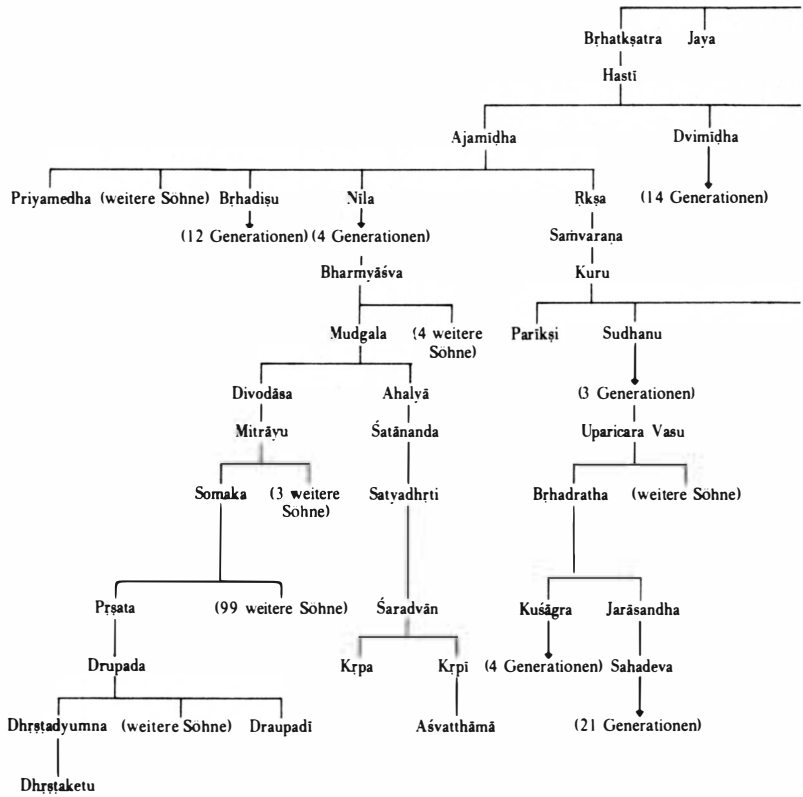 Bṛhatkṣatra Jaya
Hastī
Ajamīḍha Dvimīḍha
Priyamedha (weitere Söhne) Bṛhadiṣu Nīla Ṛkṣa (14 Generationen)
(12 Generationen) (4 Generationen) Saṁvaraṇa
Bharmyāśva Kuru
Mudgala (4 weitere Söhne) Parīkṣi Sudhanu
Divodāsa Ahalyā (3 Generationen)
Mitrāyu Śatānanda Uparicara Vasu
Somaka (3 weitere Söhne) Satyadhṛti Bṛhadratha (weitere Söhne)
Pṛṣata (99 weitere Söhne) Śaradvān Kuśāgra Jarāsandha
Drupada Kṛpa Kṛpī (4 Generationen) Sahadeva
Dhṛṣṭadyumna (weitere Söhne) Draupadī Aśvatthāmā (21 Generationen)
Dhṛṣṭaketu